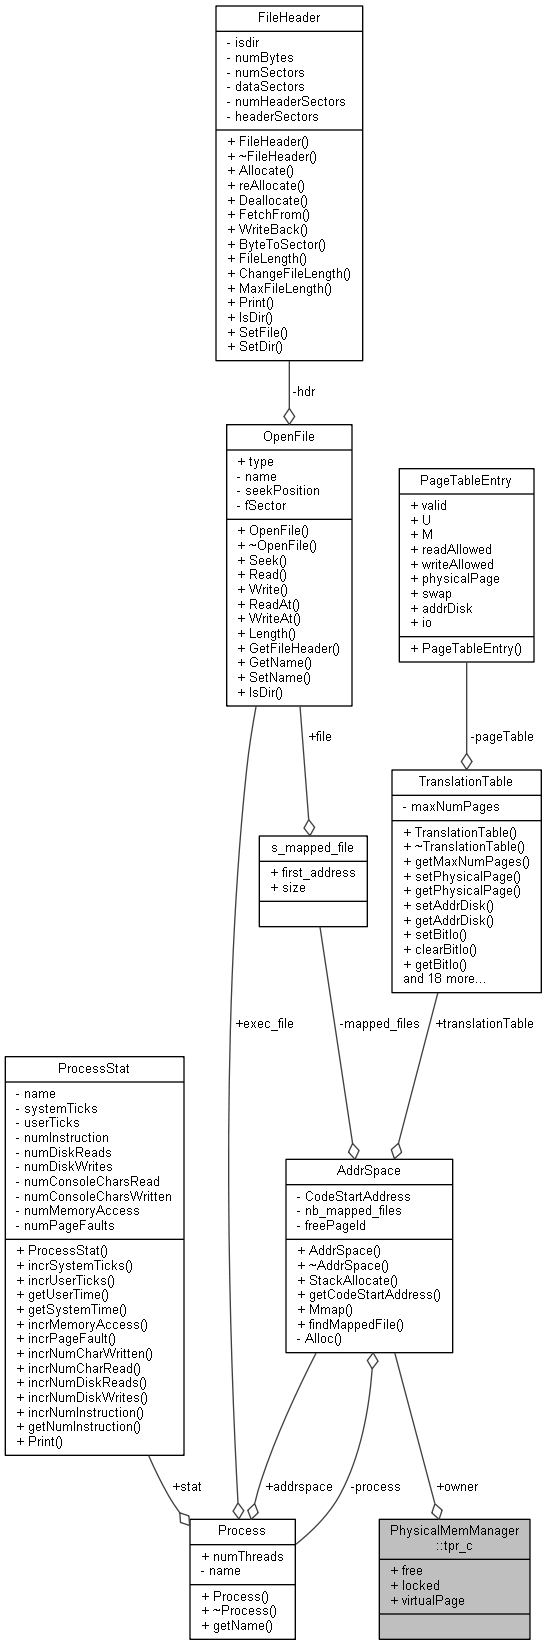 FileHeader
- isdir
- numBytes
- numSectors
- dataSectors
- numHeaderSectors
- headerSectors
+ FileHeader()
+ ~FileHeader()
+ Allocate()
+ reAllocate()
+ Deallocate()
+ FetchFrom()
+ WriteBack()
+ ByteToSector()
+ FileLength()
+ ChangeFileLength()
+ MaxFileLength()
+ Print()
+ IsDir()
+ SetFile()
+ SetDir()
-hdr
OpenFile
+ type
- name
- seekPosition
- fSector
+ OpenFile()
+ ~OpenFile()
+ Seek()
+ Read()
+ Write()
+ ReadAt()
+ WriteAt()
+ Length()
+ GetFileHeader()
+ GetName()
+ SetName()
+ IsDir()
PageTableEntry
+ valid
+ U
+ M
+ readAllowed
+ writeAllowed
+ physicalPage
+ swap
+ addrDisk
+ io
+ PageTableEntry()
+file
-pageTable
TranslationTable
- maxNumPages
+ TranslationTable()
+ ~TranslationTable()
+ getMaxNumPages()
+ setPhysicalPage()
+ getPhysicalPage()
+ setAddrDisk()
+ getAddrDisk()
+ setBitIo()
+ clearBitIo()
+ getBitIo()
and 18 more...
s_mapped_file
+ first_address
+ size
+exec_file
-mapped_files
+translationTable
ProcessStat
- name
- systemTicks
- userTicks
- numInstruction
- numDiskReads
- numDiskWrites
- numConsoleCharsRead
- numConsoleCharsWritten
- numMemoryAccess
- numPageFaults
+ ProcessStat()
+ incrSystemTicks()
+ incrUserTicks()
+ getUserTime()
+ getSystemTime()
+ incrMemoryAccess()
+ incrPageFault()
+ incrNumCharWritten()
+ incrNumCharRead()
+ incrNumDiskReads()
+ incrNumDiskWrites()
+ incrNumInstruction()
+ getNumInstruction()
+ Print()
AddrSpace
- CodeStartAddress
- nb_mapped_files
- freePageId
+ AddrSpace()
+ ~AddrSpace()
+ StackAllocate()
+ getCodeStartAddress()
+ Mmap()
+ findMappedFile()
- Alloc()
+stat
+addrspace
-process
+owner
Process
+ numThreads
- name
+ Process()
+ ~Process()
+ getName()
PhysicalMemManager
::tpr_c
+ free
+ locked
+ virtualPage